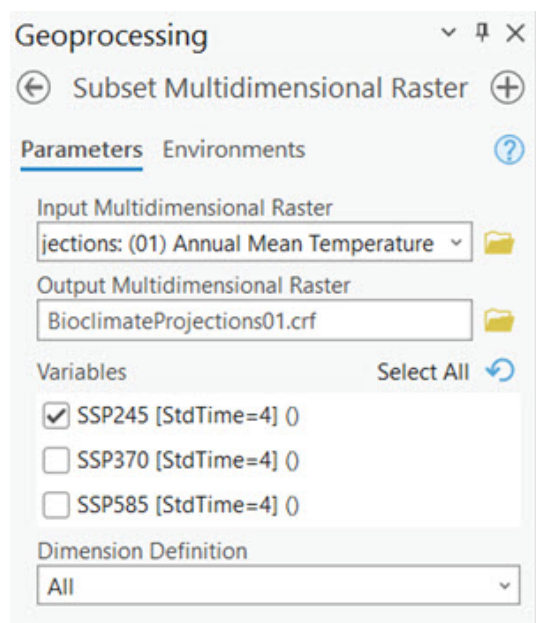 Geoprocessing
Subset Multidimensional Raster
Parameters Environments
Input Multidimensional Raster
jections: (01) Annual Mean Temperature
Output Multidimensional Raster
BioclimateProjections01.crf
Variables Select All
SSP245 [StdTime=4] ()
SSP370 [StdTime=4] ()
SSP585 [StdTime=4] ()
Dimension Definition
All